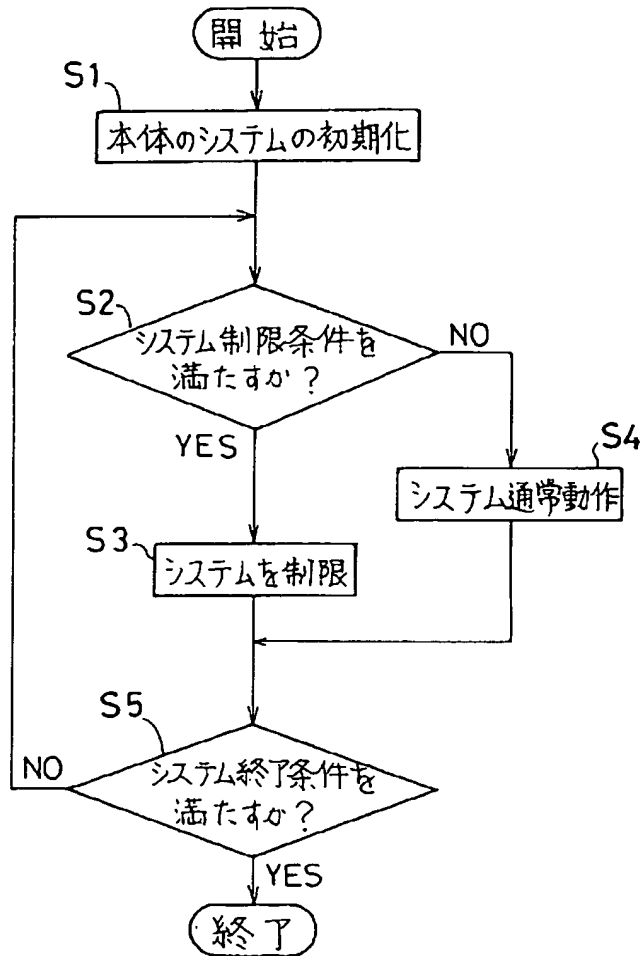 開始
S1
本体のシステムの初期化
S2
システム制限条件を
満たすか？
NO
YES
S4
システム通常動作
S3
システムを制限
S5
システム終了条件を
満たすか？
NO
YES
終了